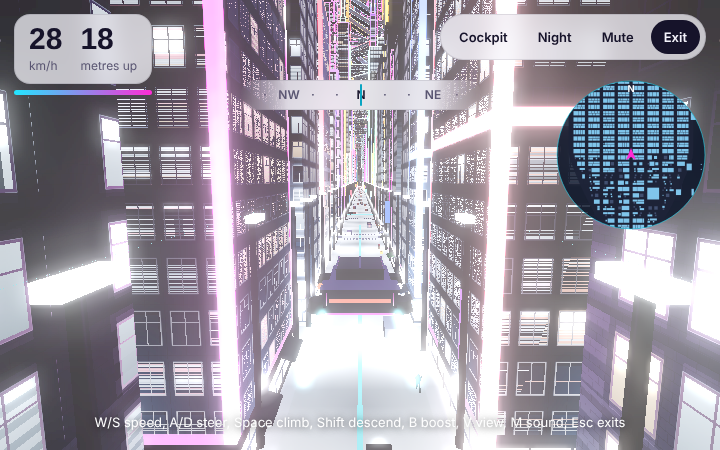 28 18
km/h metres up
Cockpit Night Mute Exit
NW · · N · · NE
N
W/S speed, A/D steer, Space climb, Shift descend, B boost, V view, M sound, Esc exits